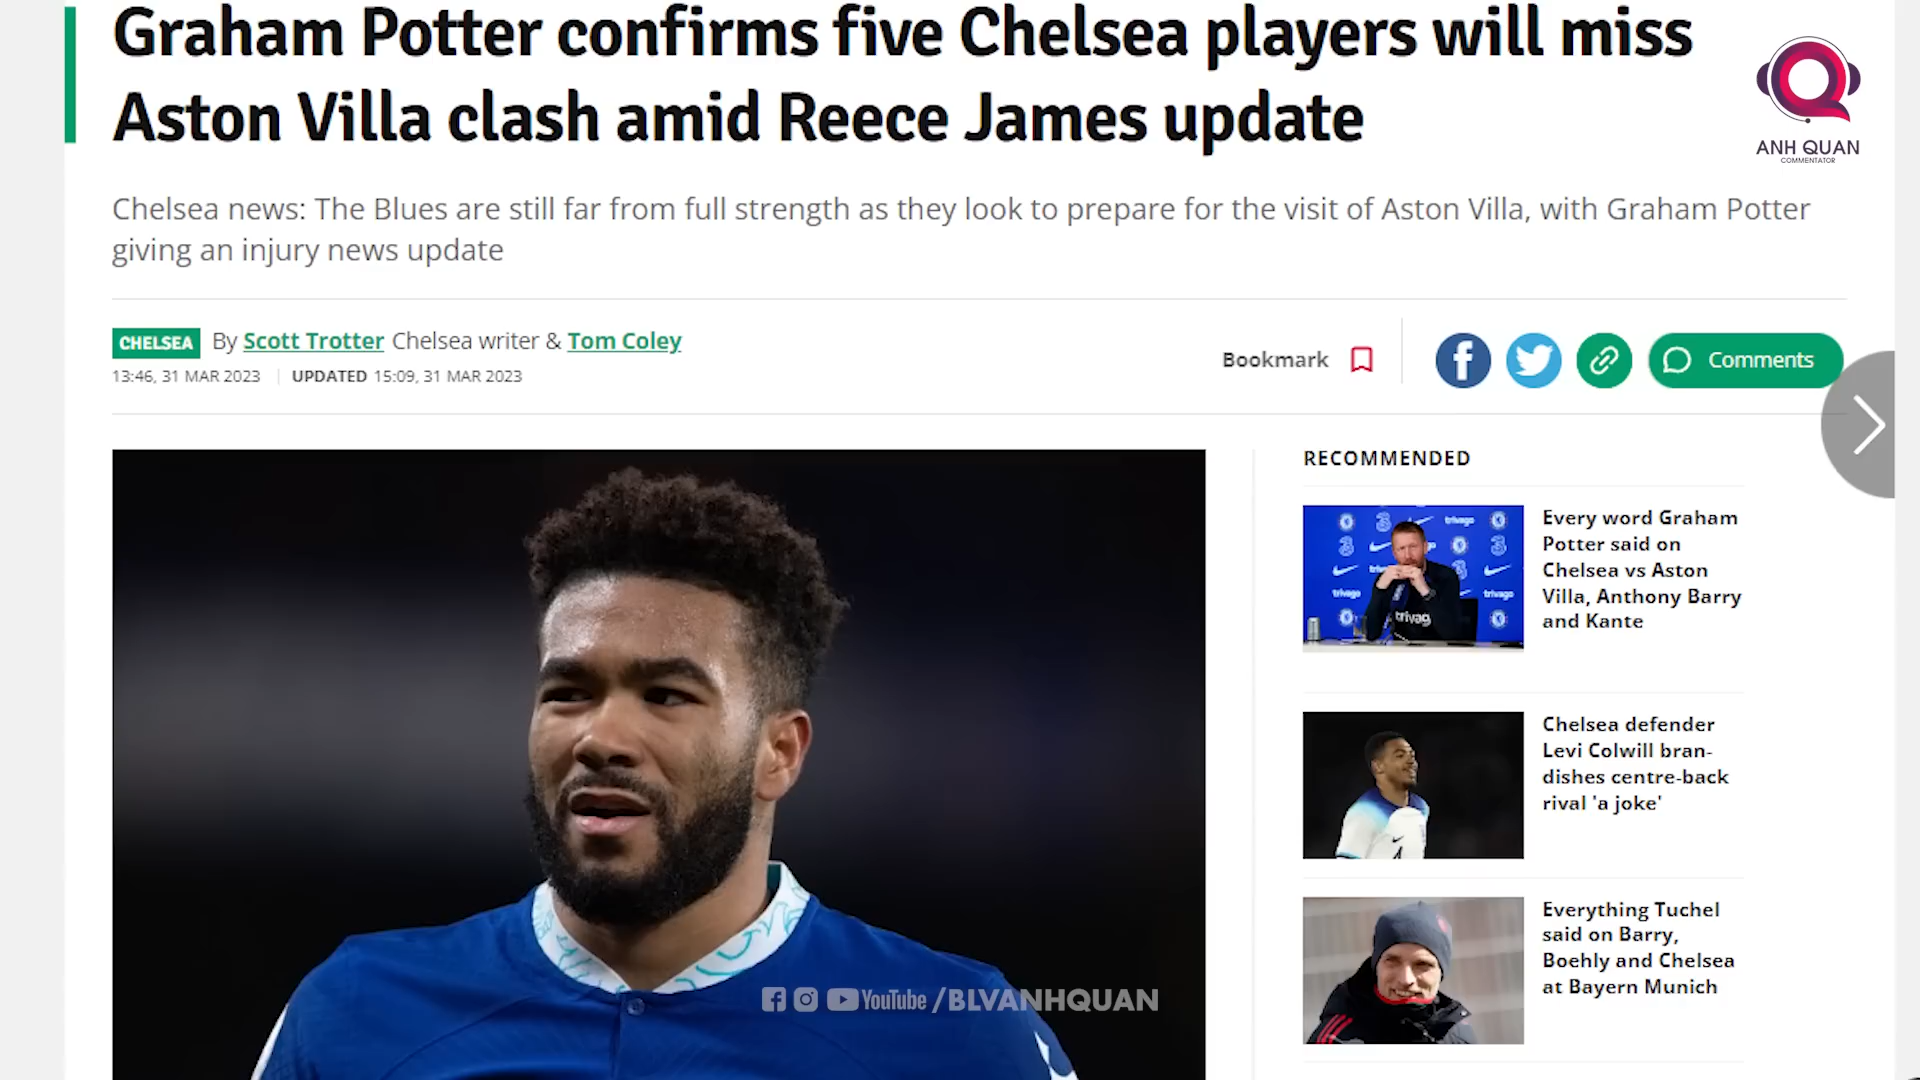 Graham Potter confirms five Chelsea players will miss
Aston Villa clash amid Reece James update
ANH QUAN
COMMENTATOR
Chelsea news: The Blues are still far from full strength as they look to prepare for the visit of Aston Villa, with Graham Potter
giving an injury news update
CHELSEA By Scott Trotter Chelsea writer & Tom Coley
13:46, 31 MAR 2023 UPDATED 15:09, 31 MAR 2023
Bookmark
Comments
RECOMMENDED
Every word Graham
Potter said on
Chelsea vs Aston
Villa, Anthony Barry
and Kante
trivago
trivago
trivago
Chelsea defender
Levi Colwill bran-
dishes centre-back
rival 'a joke'
Everything Tuchel
said on Barry,
Boehly and Chelsea
at Bayern Munich
YouTube /BLVANHQUAN